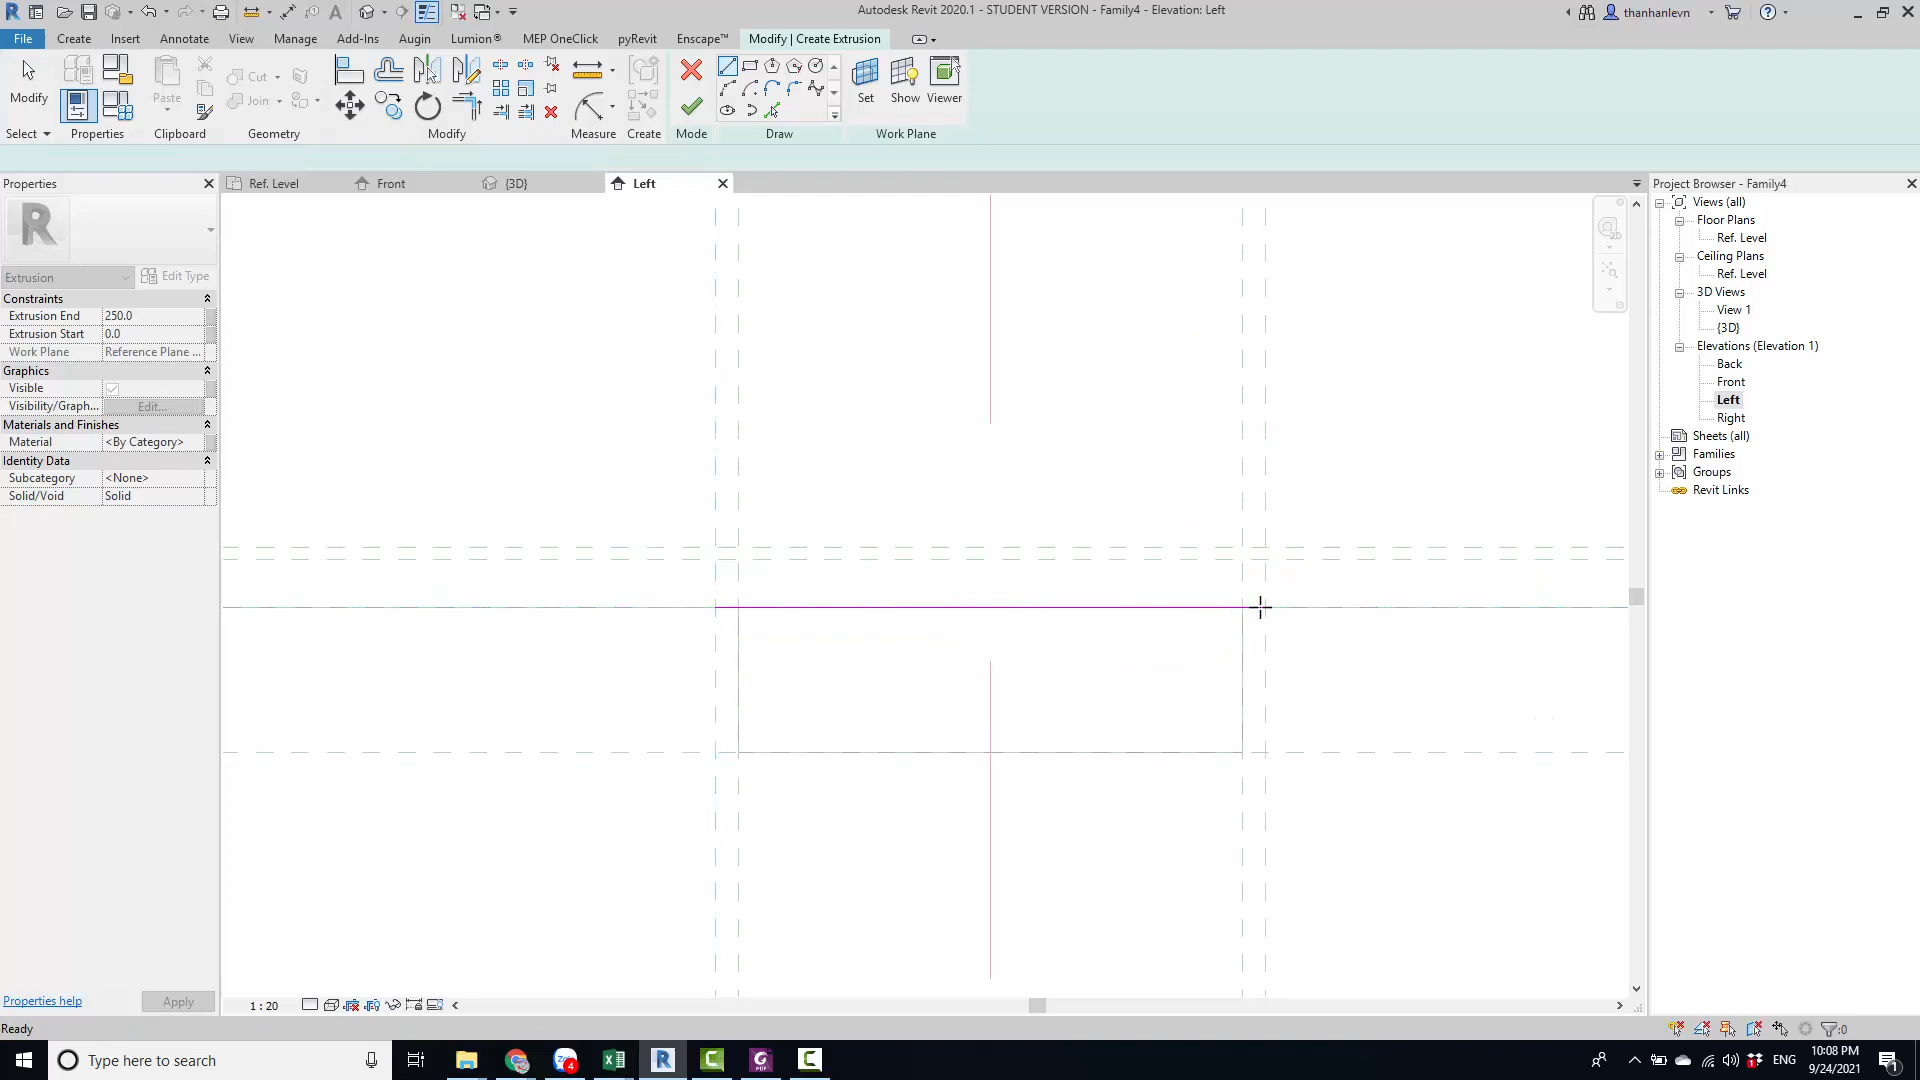 Autodesk Revit 2020.1 - STUDENT VERSION - Family4 - Elevation: Left
thanhanlevn
File
Create
Insert
Annotate
View
Manage
Add-Ins
Augin
Lumion®
MEP OneClick
pyRevit
Enscape™
Modify | Create Extrusion
Modify
Paste
Cut
Join
Set
Show
Viewer
Select
Properties
Clipboard
Geometry
Modify
Measure
Create
Mode
Draw
Work Plane
Properties
Ref. Level
Front
{3D}
Left
Project Browser - Family4
R
Extrusion
Edit Type
Constraints
Extrusion End 250.0
Extrusion Start 0.0
Work Plane Reference Plane ...
Graphics
Visible
Visibility/Graph... Edit...
Materials and Finishes
Material <By Category>
Identity Data
Subcategory <None>
Solid/Void Solid
Views (all)
Floor Plans
Ref. Level
Ceiling Plans
Ref. Level
3D Views
View 1
{3D}
Elevations (Elevation 1)
Back
Front
Left
Right
Sheets (all)
Families
Groups
Revit Links
2D
Properties help
Apply
1 : 20
Ready
:0
Type here to search
4
ENG
10:08 PM
9/24/2021
1